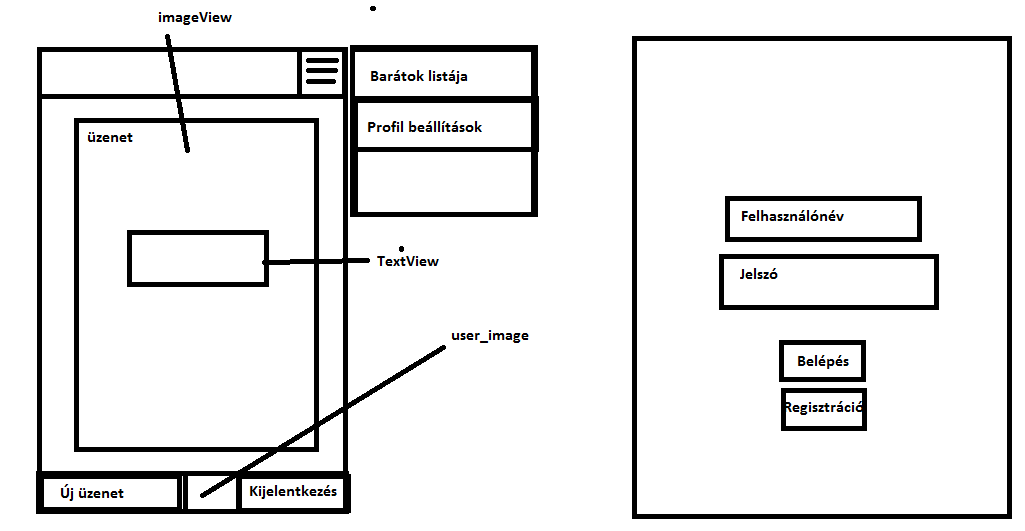 imageView
Barátok listája
Profil beállítások
üzenet
TextView
user_image
Új üzenet
Kijelentkezés
Felhasználónév
Jelszó
Belépés
Regisztráció